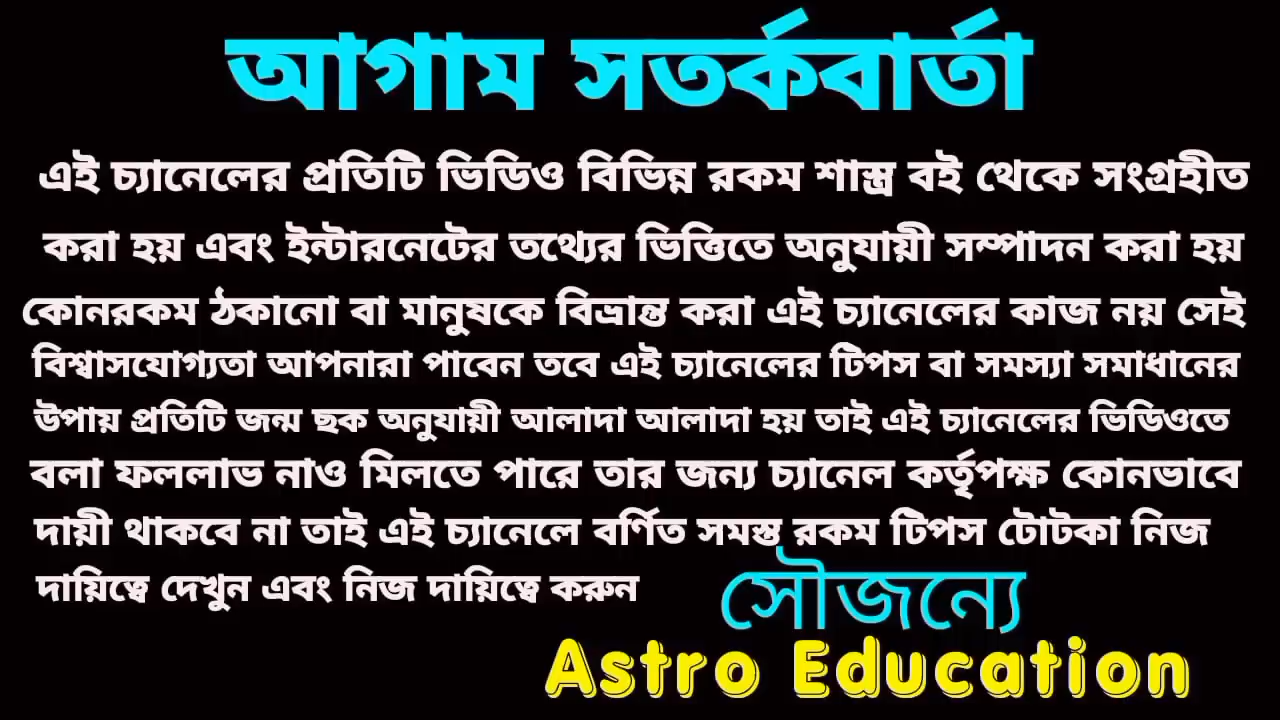 আগাম সতর্কবার্তা
এই চ্যানেলের প্রতিটি ভিডিও বিভিন্ন রকম শাস্ত্র বই থেকে সংগ্রহীত
করা হয় এবং ইন্টারনেটের তথ্যের ভিত্তিতে অনুযায়ী সম্পাদন করা হয়
কোনরকম ঠকানো বা মানুষকে বিভ্রান্ত করা এই চ্যানেলের কাজ নয় সেই
বিশ্বাসযোগ্যতা আপনারা পাবেন তবে এই চ্যানেলের টিপস বা সমস্যা সমাধানের
উপায় প্রতিটি জন্ম ছক অনুযায়ী আলাদা আলাদা হয় তাই এই চ্যানেলের ভিডিওতে
বলা ফললাভ নাও মিলতে পারে তার জন্য চ্যানেল কর্তৃপক্ষ কোনভাবে
দায়ী থাকবে না তাই এই চ্যানেলে বর্ণিত সমস্ত রকম টিপস টোটকা নিজ
দায়িত্বে দেখুন এবং নিজ দায়িত্বে করুন
সৌজন্যে
Astro Education